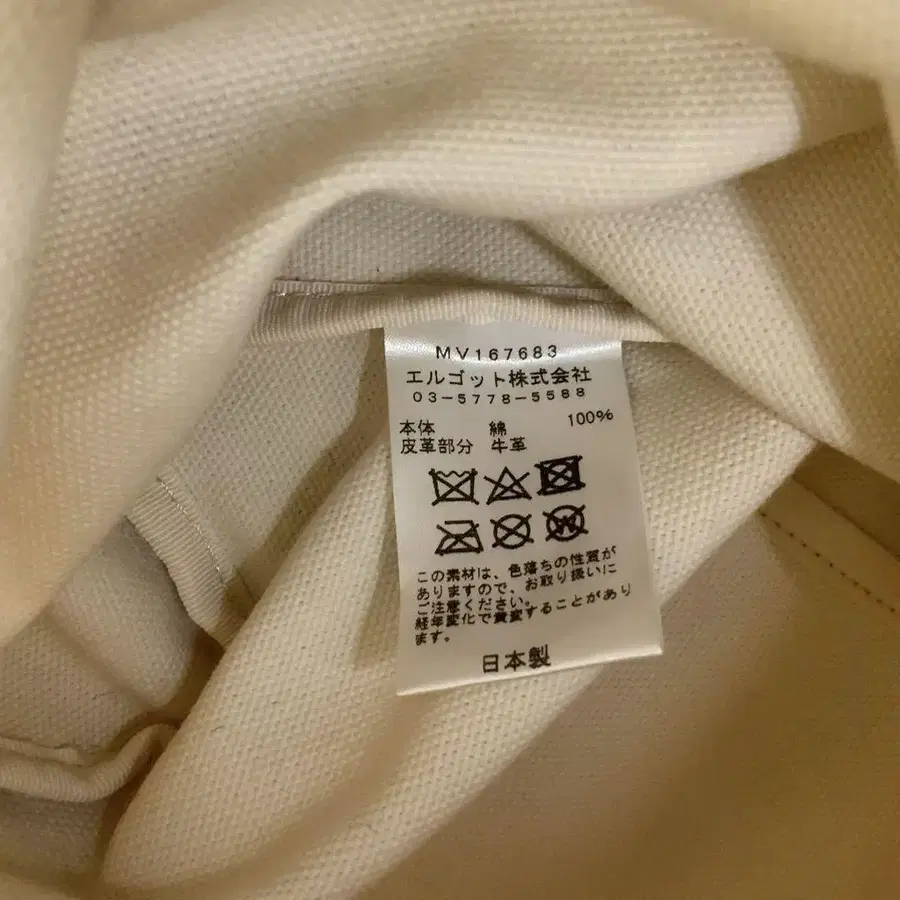 MV167683
エルゴット株式会社
03-5778-5588
本体 綿 100%
皮革部分 牛革
この素材は、色落ちの性質が
ありますので、お取り扱いに
ご注意ください。
経年変化で黄変することがあり
ます。
日本製